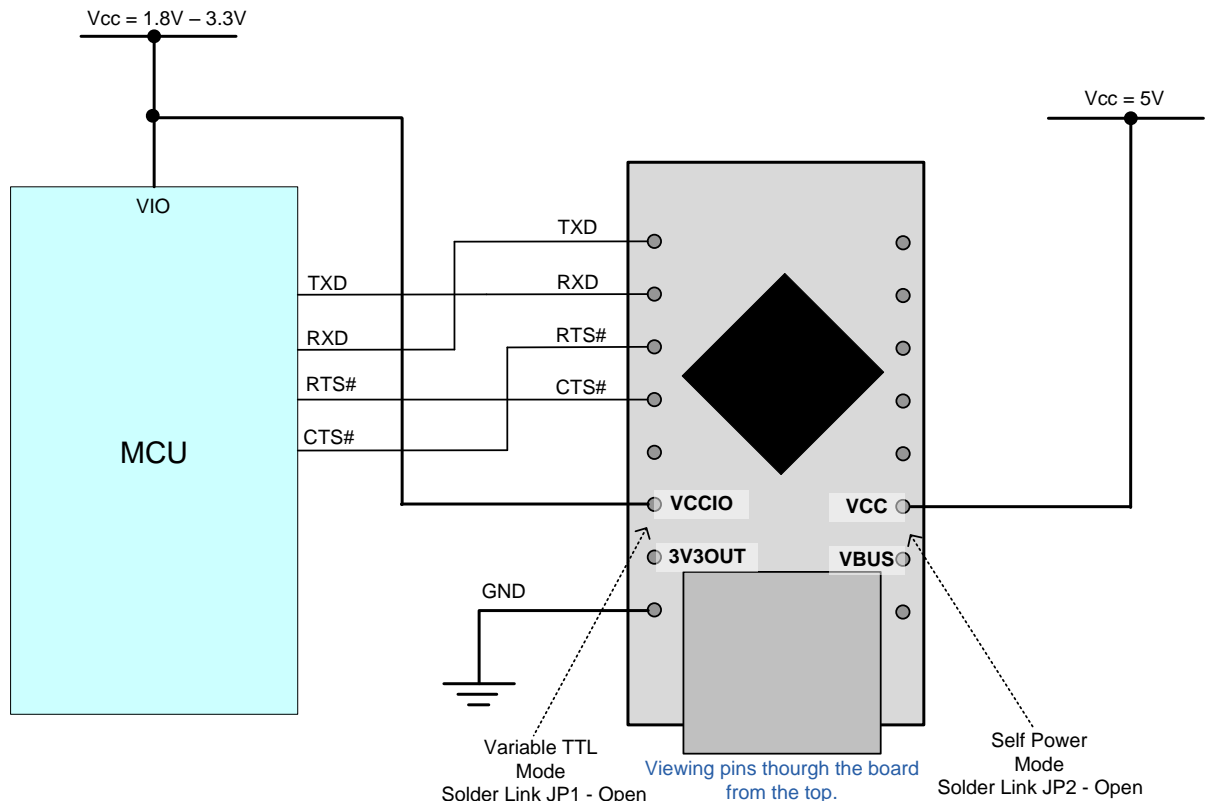 Vcc = 1.8V – 3.3V
Vcc = 5V
VIO
TXD
TXD
RXD
RXD
RTS#
RTS#
CTS#
CTS#
MCU
VCCIO
VCC
3V3OUT
VBUS
GND
Variable TTL
Mode
Solder Link JP1 - Open
Viewing pins thourgh the board
from the top.
Self Power
Mode
Solder Link JP2 - Open